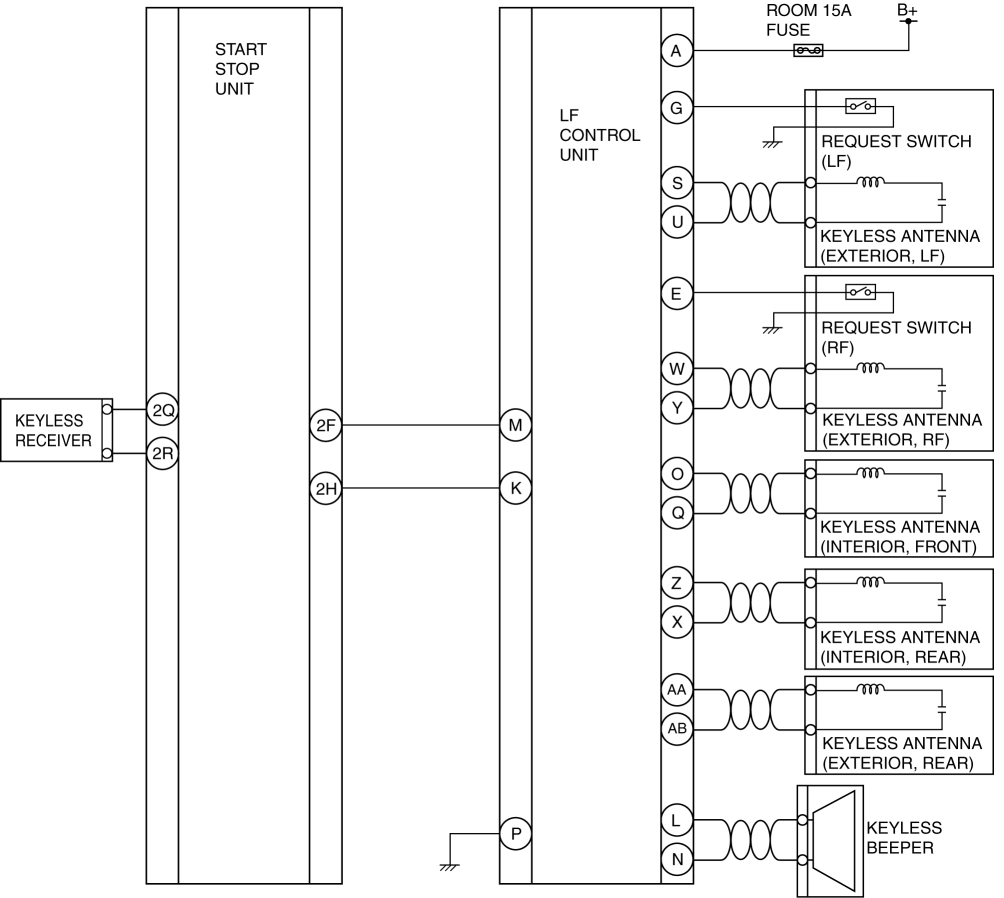 START
STOP
UNIT
LF
CONTROL
UNIT
ROOM 15A
FUSE
B+
A
G
REQUEST SWITCH
(LF)
S
U
KEYLESS ANTENNA
(EXTERIOR, LF)
E
REQUEST SWITCH
(RF)
W
Y
KEYLESS ANTENNA
(EXTERIOR, RF)
KEYLESS
RECEIVER
2Q
2R
2F
2H
M
K
O
Q
KEYLESS ANTENNA
(INTERIOR, FRONT)
Z
X
KEYLESS ANTENNA
(INTERIOR, REAR)
AA
AB
KEYLESS ANTENNA
(EXTERIOR, REAR)
P
L
N
KEYLESS
BEEPER